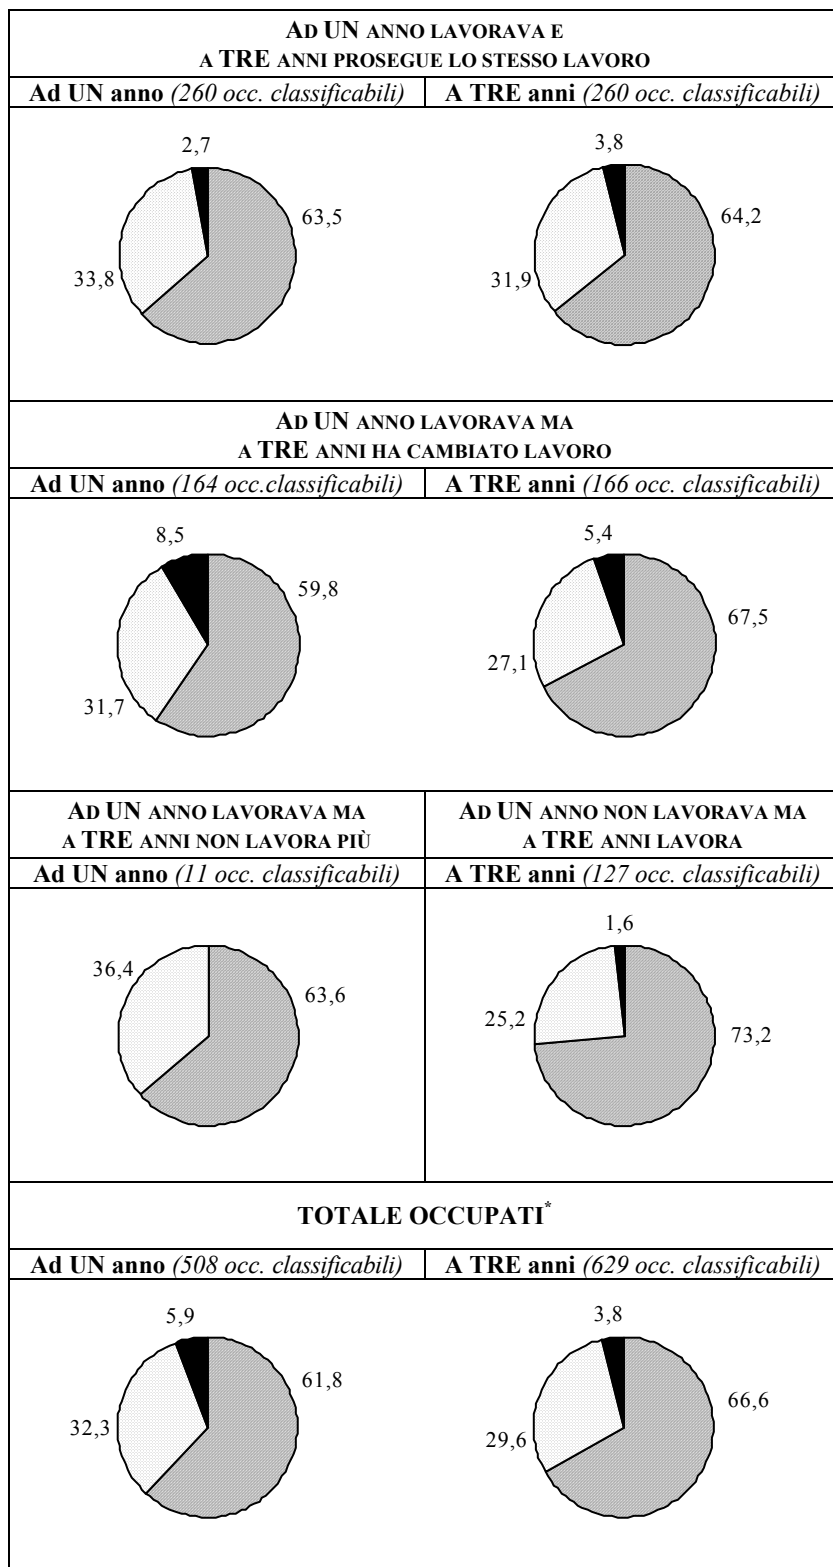 AD UN ANNO LAVORAVA E
A TRE ANNI PROSEGUE LO STESSO LAVORO
Ad UN anno (260 occ. classificabili)
A TRE anni (260 occ. classificabili)
2,7
63,5
33,8
3,8
64,2
31,9
AD UN ANNO LAVORAVA MA
A TRE ANNI HA CAMBIATO LAVORO
Ad UN anno (164 occ.classificabili)
A TRE anni (166 occ. classificabili)
8,5
59,8
31,7
5,4
67,5
27,1
AD UN ANNO LAVORAVA MA
A TRE ANNI NON LAVORA PIÙ
AD UN ANNO NON LAVORAVA MA
A TRE ANNI LAVORA
Ad UN anno (11 occ. classificabili)
A TRE anni (127 occ. classificabili)
36,4
63,6
1,6
25,2
73,2
TOTALE OCCUPATI*
Ad UN anno (508 occ. classificabili)
A TRE anni (629 occ. classificabili)
5,9
61,8
32,3
3,8
66,6
29,6